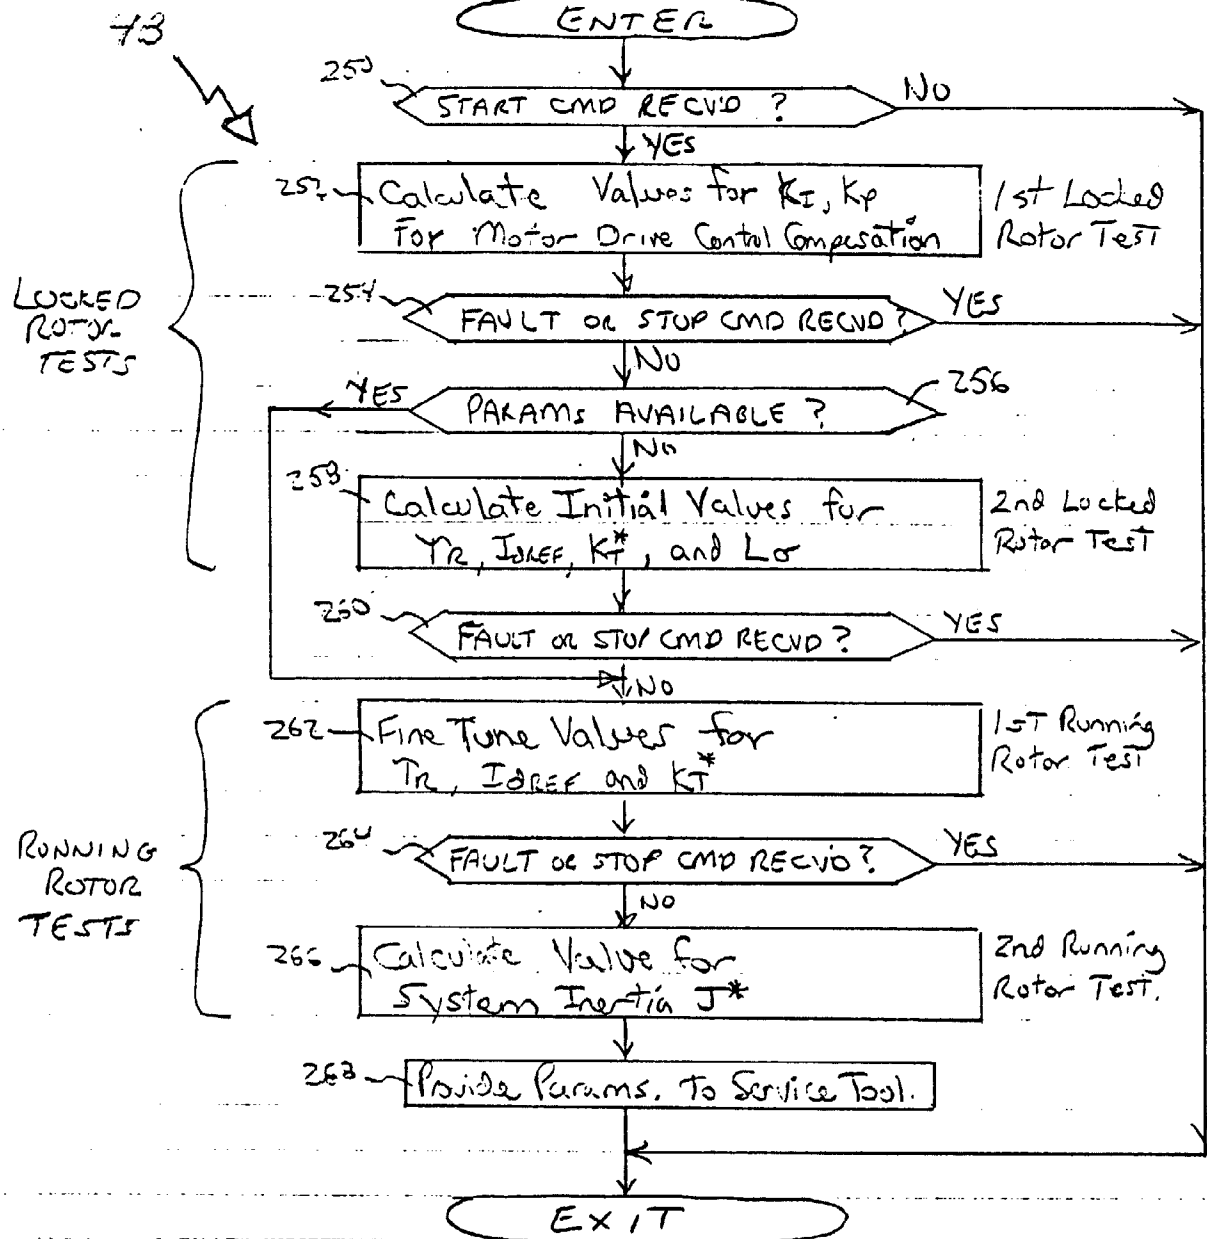 43
ENTER
250
START CMD RECVD ?
NO
YES
252
Calculate Values for KI, Kp
For Motor Drive Contol Compesation
1st Locked
Rotor Test
LOCKED
ROTOR
TESTS
254
FAULT OR STOP CMD RECVD?
YES
NO
256
PARAMS AVAILABLE ?
YES
NO
258
Calculate Initial Values for
τR, IdREF, KT*, and Lσ
2nd Locked
Rotor Test
260
FAULT OR STOP CMD RECVD?
YES
NO
262
Fine Tune Values for
τR, IdREF and KT*
1ST Running
Rotor Test
RUNNING
ROTOR
TESTS
264
FAULT OR STOP CMD RECVD?
YES
NO
266
Calculate Value for
System Inertia J*
2nd Running
Rotor Test.
268
Provide Params. To Service Tool.
EXIT